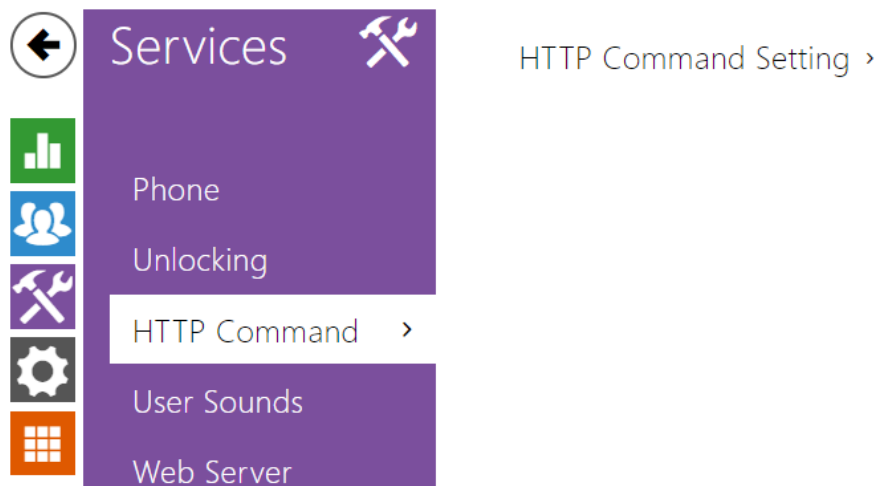 Services
HTTP Command Setting ›
Phone
Unlocking
HTTP Command ›
User Sounds
Web Server